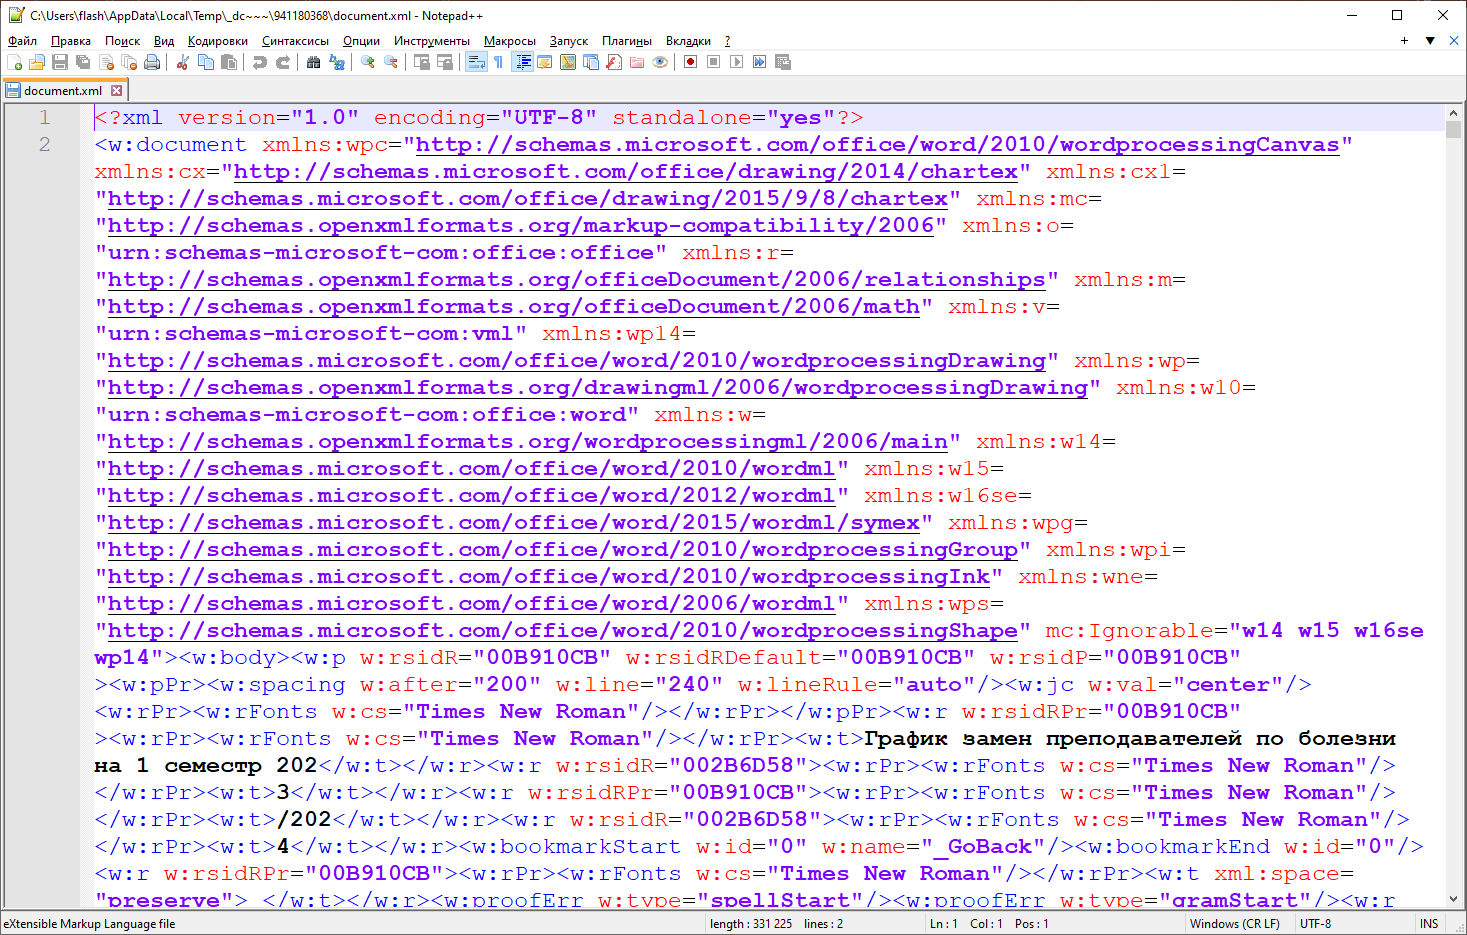 C:\Users\flash\AppData\Local\Temp\_dc~~~\941180368\document.xml - Notepad++
Файл Правка Поиск Вид Кодировки Синтаксисы Опции Инструменты Макросы Запуск Плагины Вкладки ?
document.xml
1 <?xml version="1.0" encoding="UTF-8" standalone="yes"?>
2 <w:document xmlns:wpc="http://schemas.microsoft.com/office/word/2010/wordprocessingCanvas"
xmlns:cx="http://schemas.microsoft.com/office/drawing/2014/chartex" xmlns:cx1=
"http://schemas.microsoft.com/office/drawing/2015/9/8/chartex" xmlns:mc=
"http://schemas.openxmlformats.org/markup-compatibility/2006" xmlns:o=
"urn:schemas-microsoft-com:office:office" xmlns:r=
"http://schemas.openxmlformats.org/officeDocument/2006/relationships" xmlns:m=
"http://schemas.openxmlformats.org/officeDocument/2006/math" xmlns:v=
"urn:schemas-microsoft-com:vml" xmlns:wp14=
"http://schemas.microsoft.com/office/word/2010/wordprocessingDrawing" xmlns:wp=
"http://schemas.openxmlformats.org/drawingml/2006/wordprocessingDrawing" xmlns:w10=
"urn:schemas-microsoft-com:office:word" xmlns:w=
"http://schemas.openxmlformats.org/wordprocessingml/2006/main" xmlns:w14=
"http://schemas.microsoft.com/office/word/2010/wordml" xmlns:w15=
"http://schemas.microsoft.com/office/word/2012/wordml" xmlns:w16se=
"http://schemas.microsoft.com/office/word/2015/wordml/symex" xmlns:wpg=
"http://schemas.microsoft.com/office/word/2010/wordprocessingGroup" xmlns:wpi=
"http://schemas.microsoft.com/office/word/2010/wordprocessingInk" xmlns:wne=
"http://schemas.microsoft.com/office/word/2006/wordml" xmlns:wps=
"http://schemas.microsoft.com/office/word/2010/wordprocessingShape" mc:Ignorable="w14 w15 w16se
wp14"><w:body><w:p w:rsidR="00B910CB" w:rsidRDefault="00B910CB" w:rsidP="00B910CB"
><w:pPr><w:spacing w:after="200" w:line="240" w:lineRule="auto"/><w:jc w:val="center"/>
<w:rPr><w:rFonts w:cs="Times New Roman"/></w:rPr></w:pPr><w:r w:rsidRPr="00B910CB"
><w:rPr><w:rFonts w:cs="Times New Roman"/></w:rPr><w:t>График замен преподавателей по болезни
на 1 семестр 202</w:t></w:r><w:r w:rsidR="002B6D58"><w:rPr><w:rFonts w:cs="Times New Roman"/>
</w:rPr><w:t>3</w:t></w:r><w:r w:rsidRPr="00B910CB"><w:rPr><w:rFonts w:cs="Times New Roman"/>
</w:rPr><w:t>/202</w:t></w:r><w:r w:rsidR="002B6D58"><w:rPr><w:rFonts w:cs="Times New Roman"/>
</w:rPr><w:t>4</w:t></w:r><w:bookmarkStart w:id="0" w:name="_GoBack"/><w:bookmarkEnd w:id="0"/>
<w:r w:rsidRPr="00B910CB"><w:rPr><w:rFonts w:cs="Times New Roman"/></w:rPr><w:t xml:space=
"preserve"> </w:t></w:r><w:proofErr w:type="spellStart"/><w:proofErr w:type="gramStart"/><w:r
eXtensible Markup Language file length : 331 225 lines : 2 Ln : 1 Col : 1 Pos : 1 Windows (CR LF) UTF-8 INS